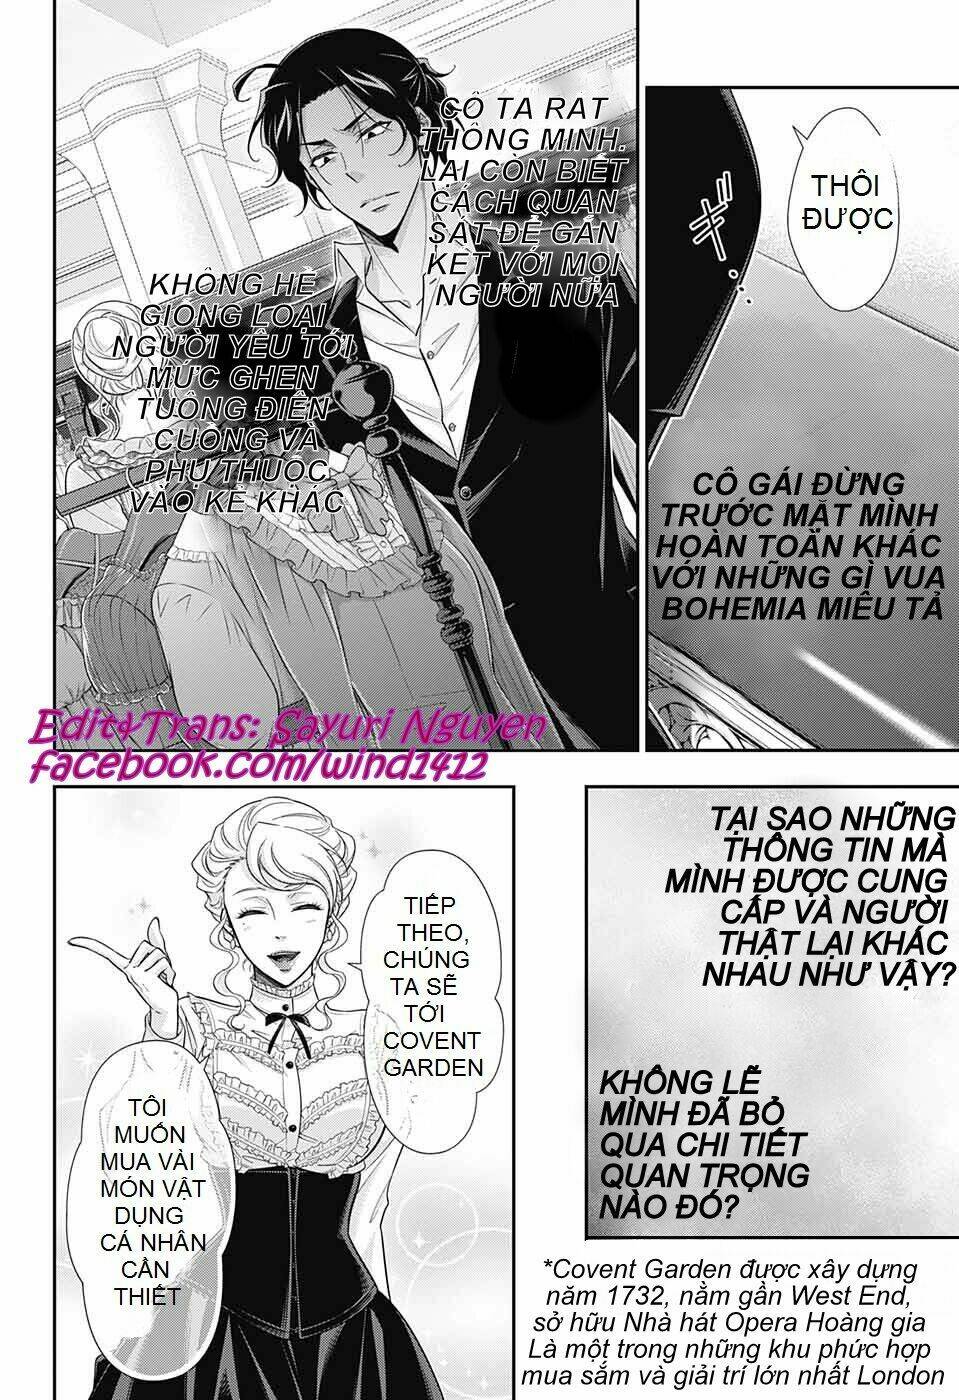 THÔI
ĐƯỢC
CÔ GÁI ĐỪNG
TRƯỚC MẶT MÌNH
HOÀN TOÀN KHÁC
VỚI NHỮNG GÌ VUA
BOHEMIA MIÊU TẢ
CÔ TA RẤT
THÔNG MINH.
LẠI CÒN BIẾT
CÁCH QUAN
SÁT ĐỂ GẮN
KẾT VỚI MỌI
NGƯỜI NỮA
KHÔNG HỀ
GIỐNG LOẠI
NGƯỜI YÊU TỚI
MỨC GHEN
TUÔNG ĐIÊN
CUỒNG VÀ
PHỤ THUỘC
VÀO KẺ KHÁC
Edit&Trans: Sayuri Nguyen
facebook.com/wind1412
TẠI SAO NHỮNG
THÔNG TIN MÀ
MÌNH ĐƯỢC CUNG
CẤP VÀ NGƯỜI
THẬT LẠI KHÁC
NHAU NHƯ VẬY?
KHÔNG LẼ
MÌNH ĐÃ BỎ
QUA CHI TIẾT
QUAN TRỌNG
NÀO ĐÓ?
TIẾP
THEO,
CHÚNG
TA SẼ
TỚI
COVENT
GARDEN
TÔI
MUỐN
MUA VÀI
MÓN VẬT
DỤNG
CÁ NHÂN
CẦN
THIẾT
*Covent Garden được xây dựng
năm 1732, nằm gần West End,
sở hữu Nhà hát Opera Hoàng gia
Là một trong những khu phức hợp
mua sắm và giải trí lớn nhất London